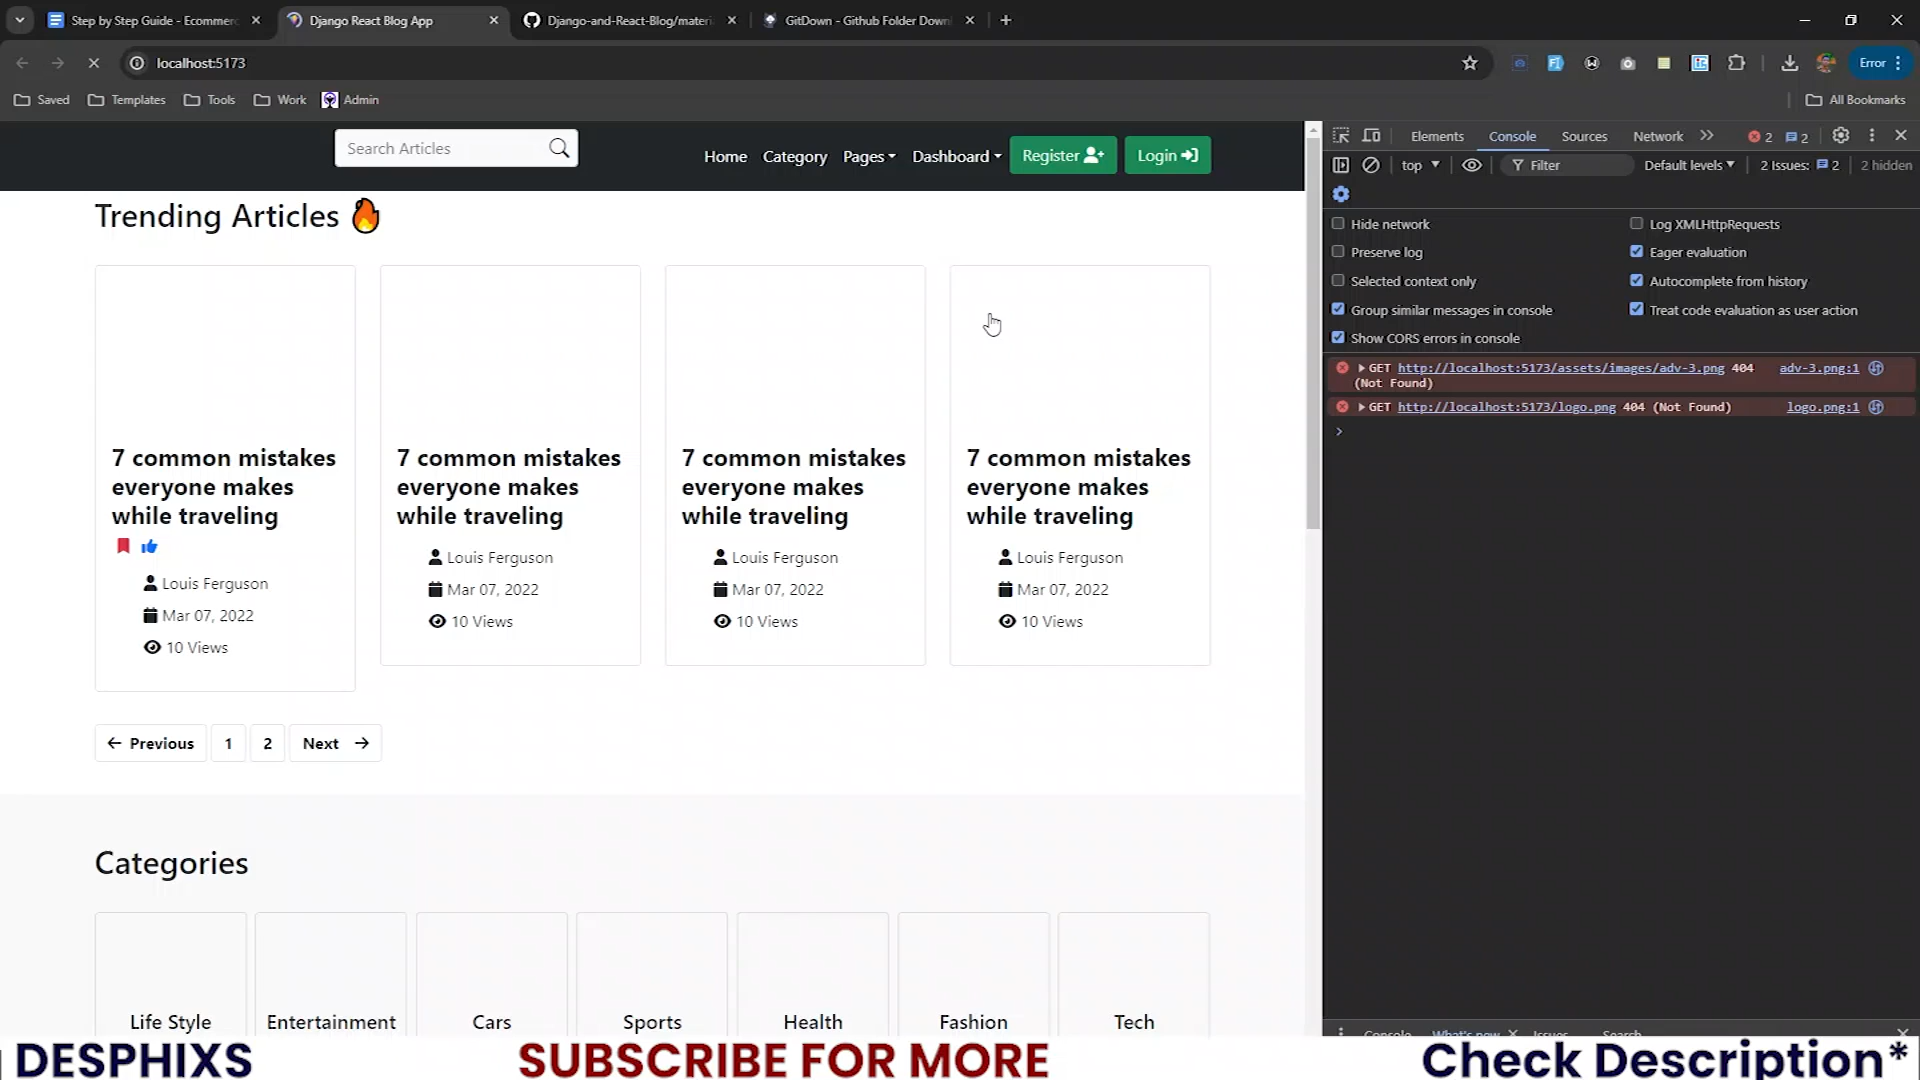 Step by Step Guide - Ecommerc
Django React Blog App
Django-and-React-Blog/materi
GitDown - Github Folder Down
localhost:5173
Error
Saved
Templates
Tools
Work
Admin
All Bookmarks
Search Articles
Home
Category
Pages
Dashboard
Register
Login
Trending Articles
7 common mistakes
everyone makes
while traveling
Louis Ferguson
Mar 07, 2022
10 Views
7 common mistakes
everyone makes
while traveling
Louis Ferguson
Mar 07, 2022
10 Views
7 common mistakes
everyone makes
while traveling
Louis Ferguson
Mar 07, 2022
10 Views
7 common mistakes
everyone makes
while traveling
Louis Ferguson
Mar 07, 2022
10 Views
Previous
1
2
Next
Categories
Life Style
Entertainment
Cars
Sports
Health
Fashion
Tech
Elements
Console
Sources
Network
2
2
top
Filter
Default levels
2 Issues: 2
2 hidden
Hide network
Log XMLHttpRequests
Preserve log
Eager evaluation
Selected context only
Autocomplete from history
Group similar messages in console
Treat code evaluation as user action
Show CORS errors in console
GET http://localhost:5173/assets/images/adv-3.png 404 adv-3.png:1
(Not Found)
GET http://localhost:5173/logo.png 404 (Not Found) logo.png:1
Console
What's new
Issues
Search
DESPHIXS
SUBSCRIBE FOR MORE
Check Description*